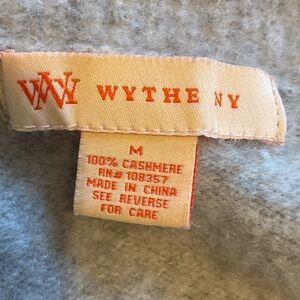 WYTHE NY
M
100% CASHMERE
RN# 108357
MADE IN CHINA
SEE REVERSE
FOR CARE